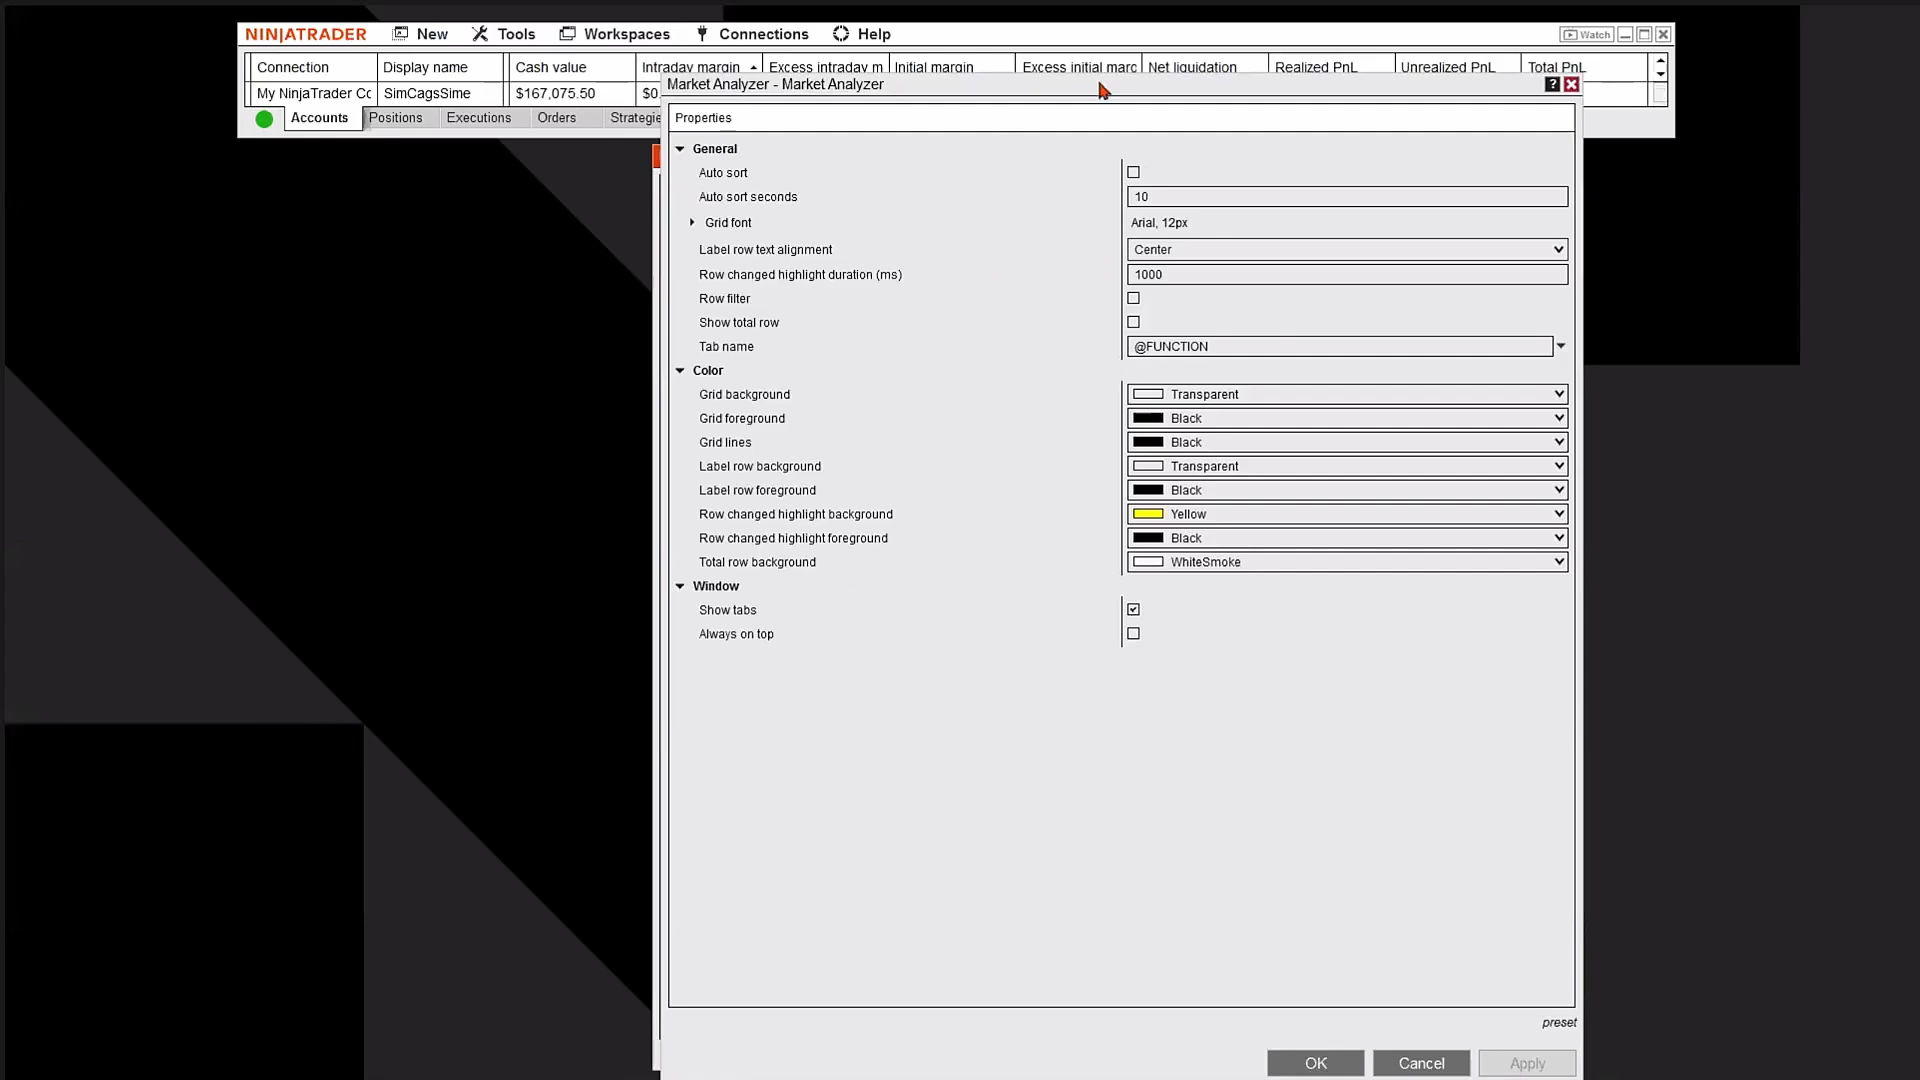 NINJATRADER New Tools Workspaces Connections Help Watch
Connection Display name Cash value Intraday margin Excess intraday m Initial margin Excess initial marg Net liquidation Realized PnL Unrealized PnL Total PnL
My NinjaTrader Cc SimCagsSime $167,075.50 $0
Accounts Positions Executions Orders Strategie
Market Analyzer - Market Analyzer ?
Properties
General
Auto sort
Auto sort seconds 10
Grid font Arial, 12px
Label row text alignment Center
Row changed highlight duration (ms) 1000
Row filter
Show total row
Tab name @FUNCTION
Color
Grid background Transparent
Grid foreground Black
Grid lines Black
Label row background Transparent
Label row foreground Black
Row changed highlight background Yellow
Row changed highlight foreground Black
Total row background WhiteSmoke
Window
Show tabs
Always on top
preset
OK Cancel Apply